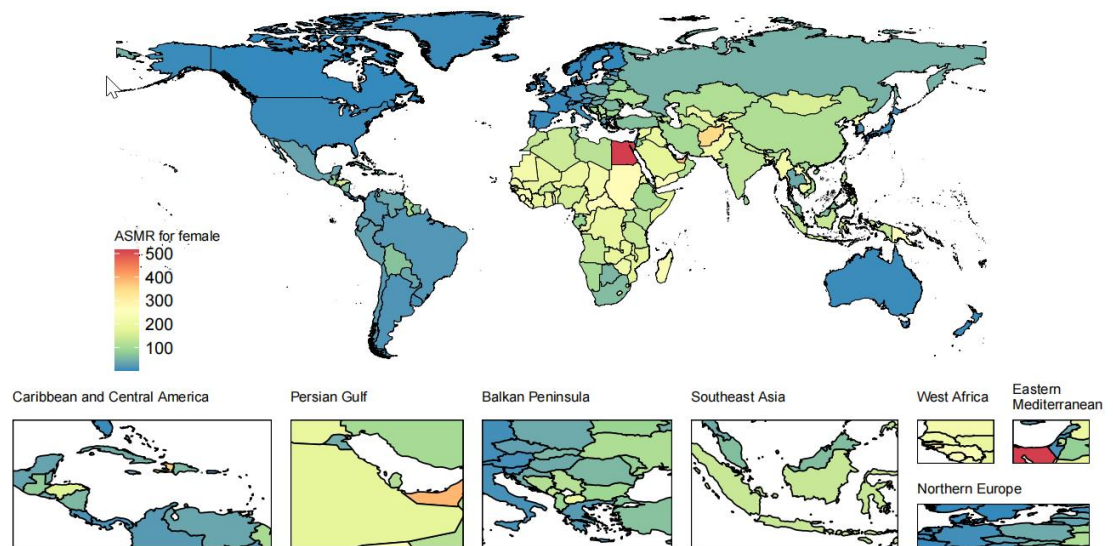 ASMR for female
500
400
300
200
100
Caribbean and Central America
Persian Gulf
Balkan Peninsula
Southeast Asia
West Africa
Eastern
Mediterranean
Northern Europe